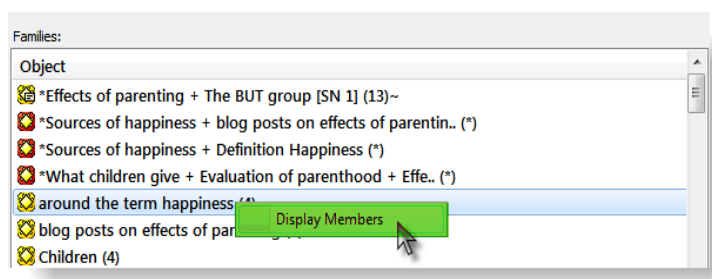 Families:
Object
*Effects of parenting + The BUT group [SN 1] (13)~
*Sources of happiness + blog posts on effects of parentin.. (*)
*Sources of happiness + Definition Happiness (*)
*What children give + Evaluation of parenthood + Effe.. (*)
around the term happiness (4)
Display Members
blog posts on effects of par
Children (4)